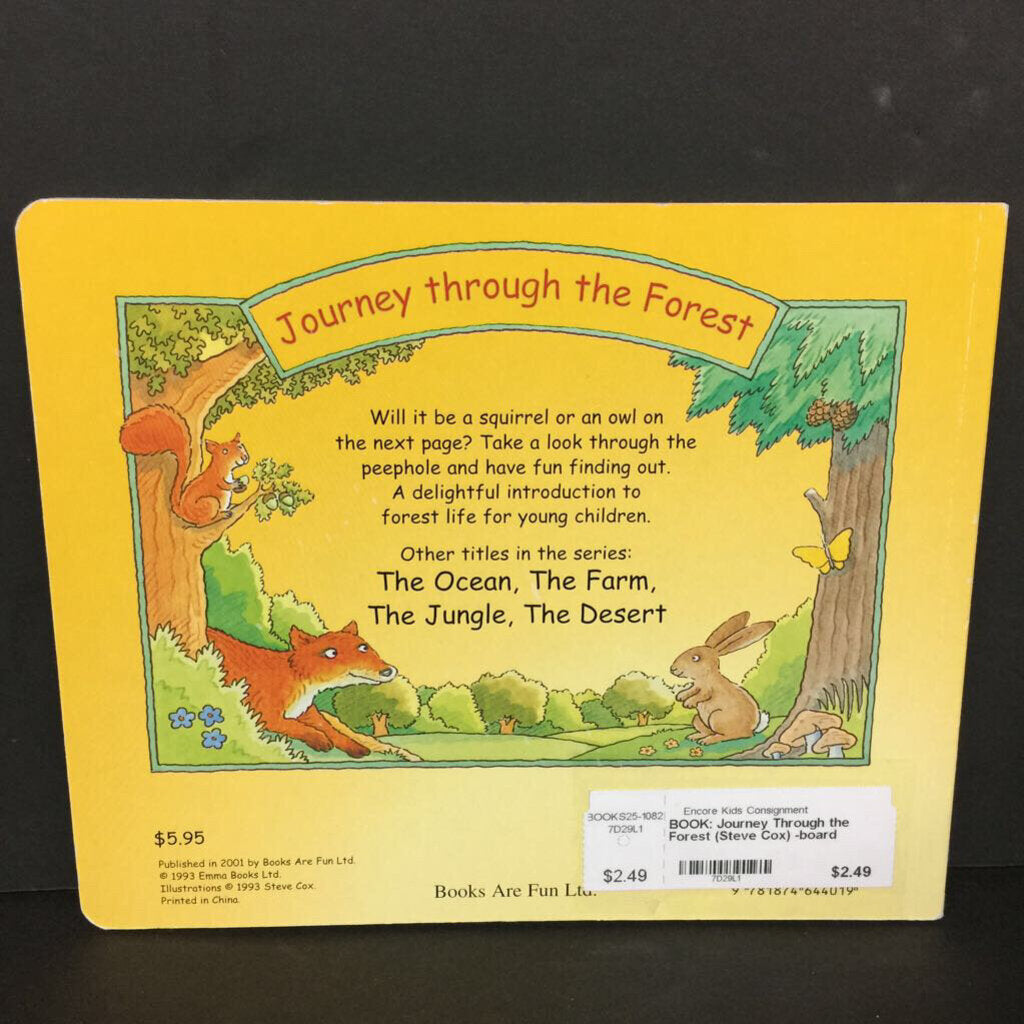 Journey through the Forest
Will it be a squirrel or an owl on
the next page? Take a look through the
peephole and have fun finding out.
A delightful introduction to
forest life for young children.
Other titles in the series:
The Ocean, The Farm,
The Jungle, The Desert
$5.95
Published in 2001 by Books Are Fun Ltd.
© 1993 Emma Books Ltd.
Illustrations © 1993 Steve Cox.
Printed in China.
Books Are Fun Ltd.
BOOKS25-1082
7D29L1
$2.49
Encore Kids Consignment
BOOK: Journey Through the
Forest (Steve Cox) -board
7D29L1
$2.49
9 781874 644019